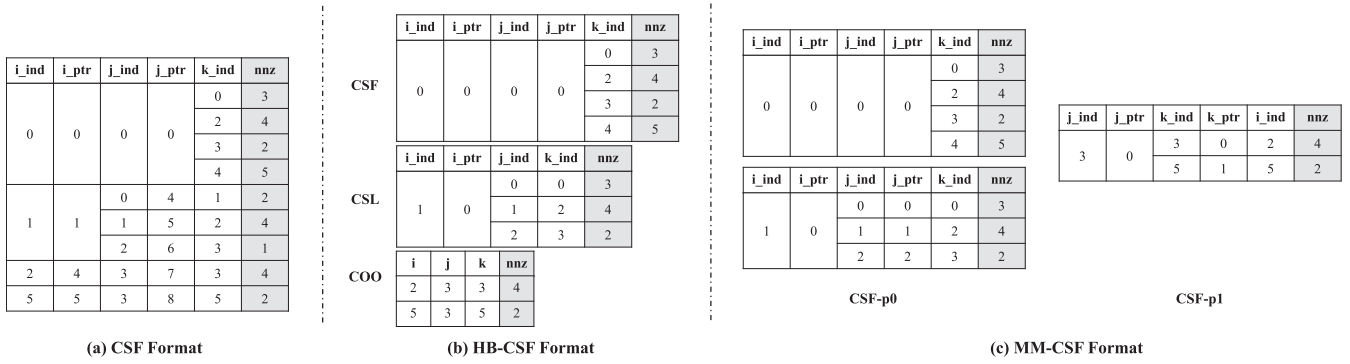 i_ind i_ptr j_ind j_ptr k_ind nnz
0 0 0 0 0 3
2 4
3 2
4 5
1 1 0 4 1 2
1 5 2 4
2 6 3 1
2 4 3 7 3 4
5 5 3 8 5 2
(a) CSF Format
CSF
i_ind i_ptr j_ind j_ptr k_ind nnz
0 0 0 0 0 3
2 4
3 2
4 5
CSL
i_ind i_ptr j_ind k_ind nnz
1 0 0 0 3
1 2 4
2 3 2
COO
i j k nnz
2 3 3 4
5 3 5 2
(b) HB-CSF Format
i_ind i_ptr j_ind j_ptr k_ind nnz
0 0 0 0 0 3
2 4
3 2
4 5
i_ind i_ptr j_ind j_ptr k_ind nnz
1 0 0 0 0 3
1 1 2 4
2 2 3 2
CSF-p0
j_ind j_ptr k_ind k_ptr i_ind nnz
3 0 3 0 2 4
5 1 5 2
CSF-p1
(c) MM-CSF Format